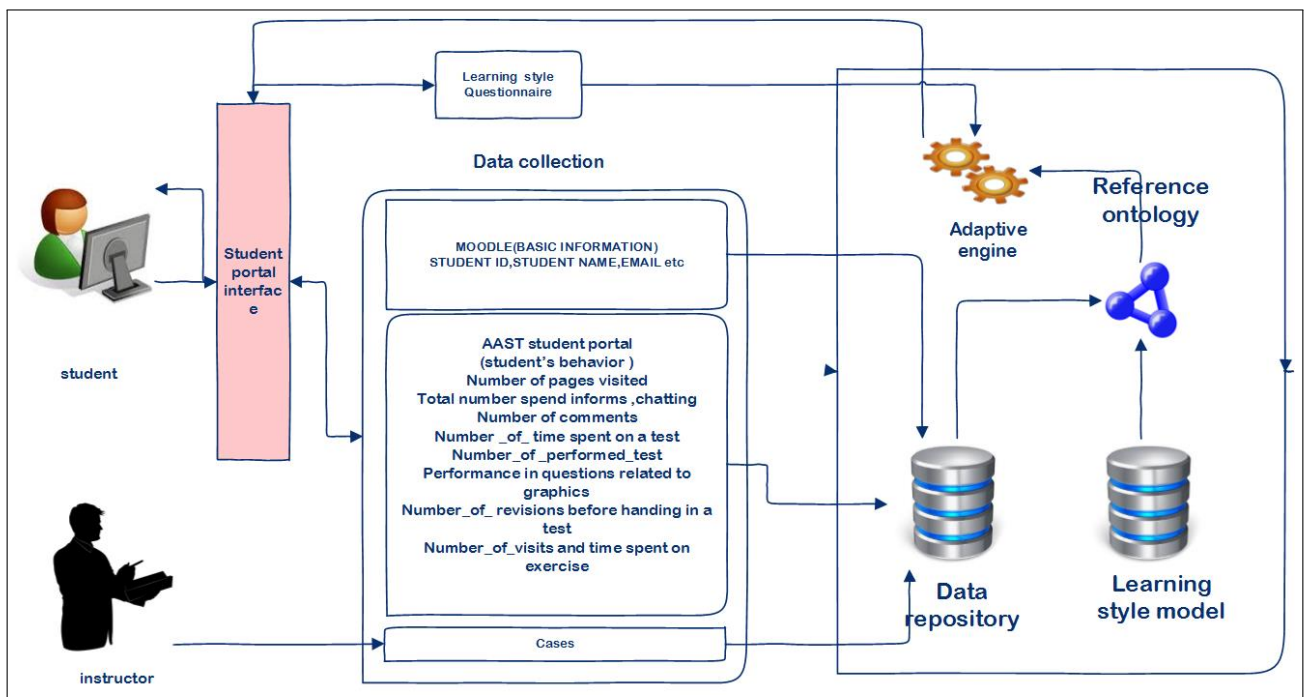 Learning style
Questionnaire
Data collection
Student
portal
interfac
e
student
instructor
MOODLE(BASIC INFORMATION)
STUDENT ID,STUDENT NAME,EMAIL etc
AAST student portal
(student's behavior )
Number of pages visited
Total number spend informs ,chatting
Number of comments
Number _of_ time spent on a test
Number_of _performed_test
Performance in questions related to
graphics
Number_of_ revisions before handing in a
test
Number_of_visits and time spent on
exercise
Cases
Adaptive
engine
Reference
ontology
Data
repository
Learning
style model